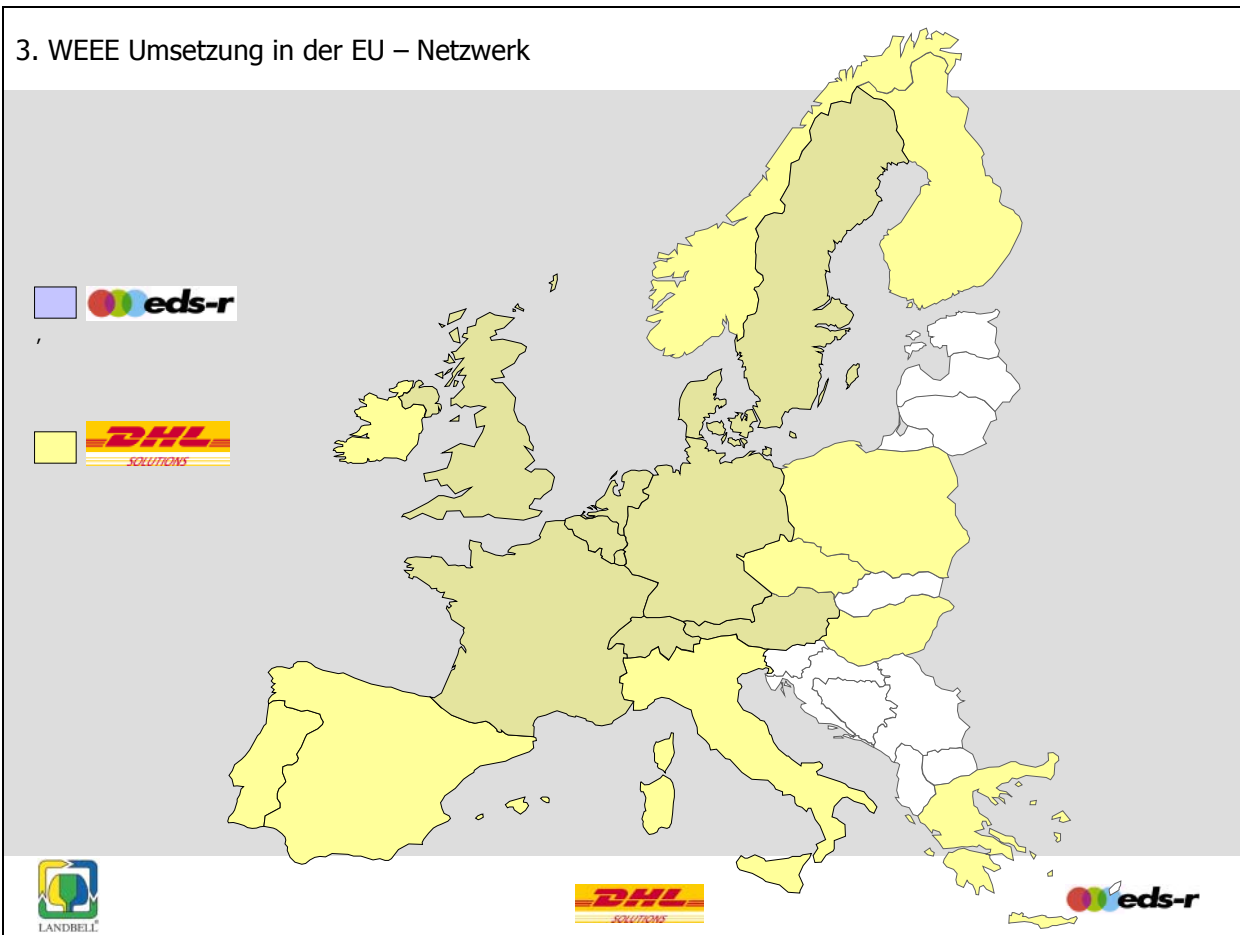 3. WEEE Umsetzung in der EU – Netzwerk
eds-r
,
DHL
SOLUTIONS
LANDBELL
DHL
SOLUTIONS
eds-r